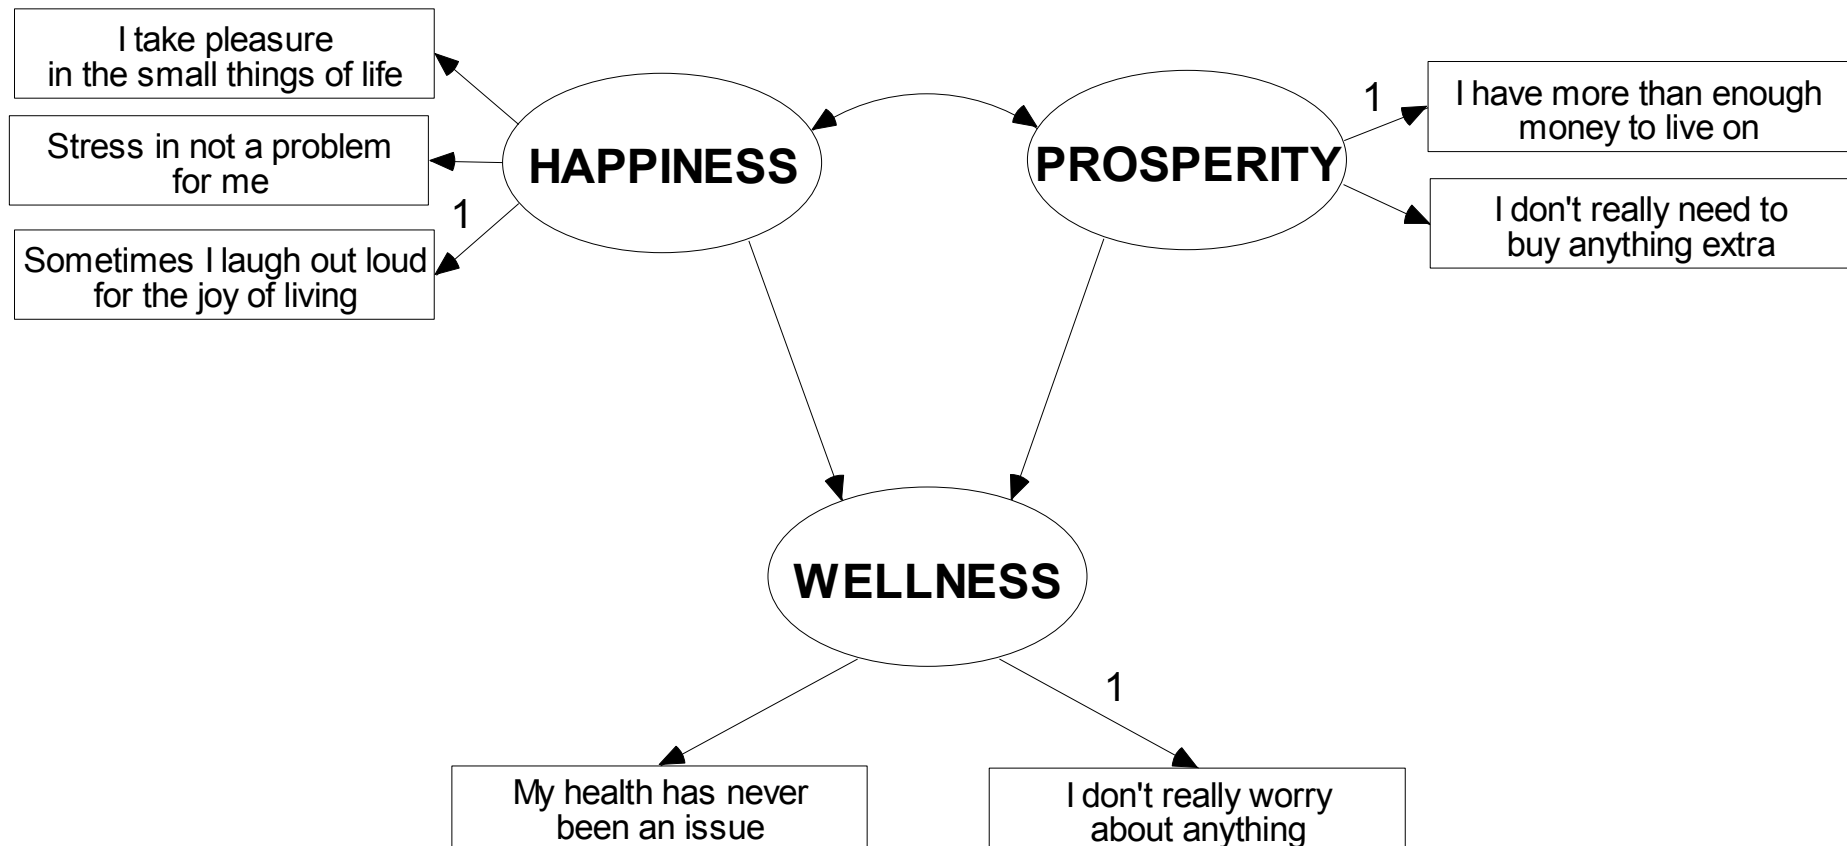 I take pleasure
in the small things of life
Stress in not a problem
for me
1
Sometimes I laugh out loud
for the joy of living
HAPPINESS
PROSPERITY
1
I have more than enough
money to live on
I don't really need to
buy anything extra
WELLNESS
1
My health has never
been an issue
I don't really worry
about anything